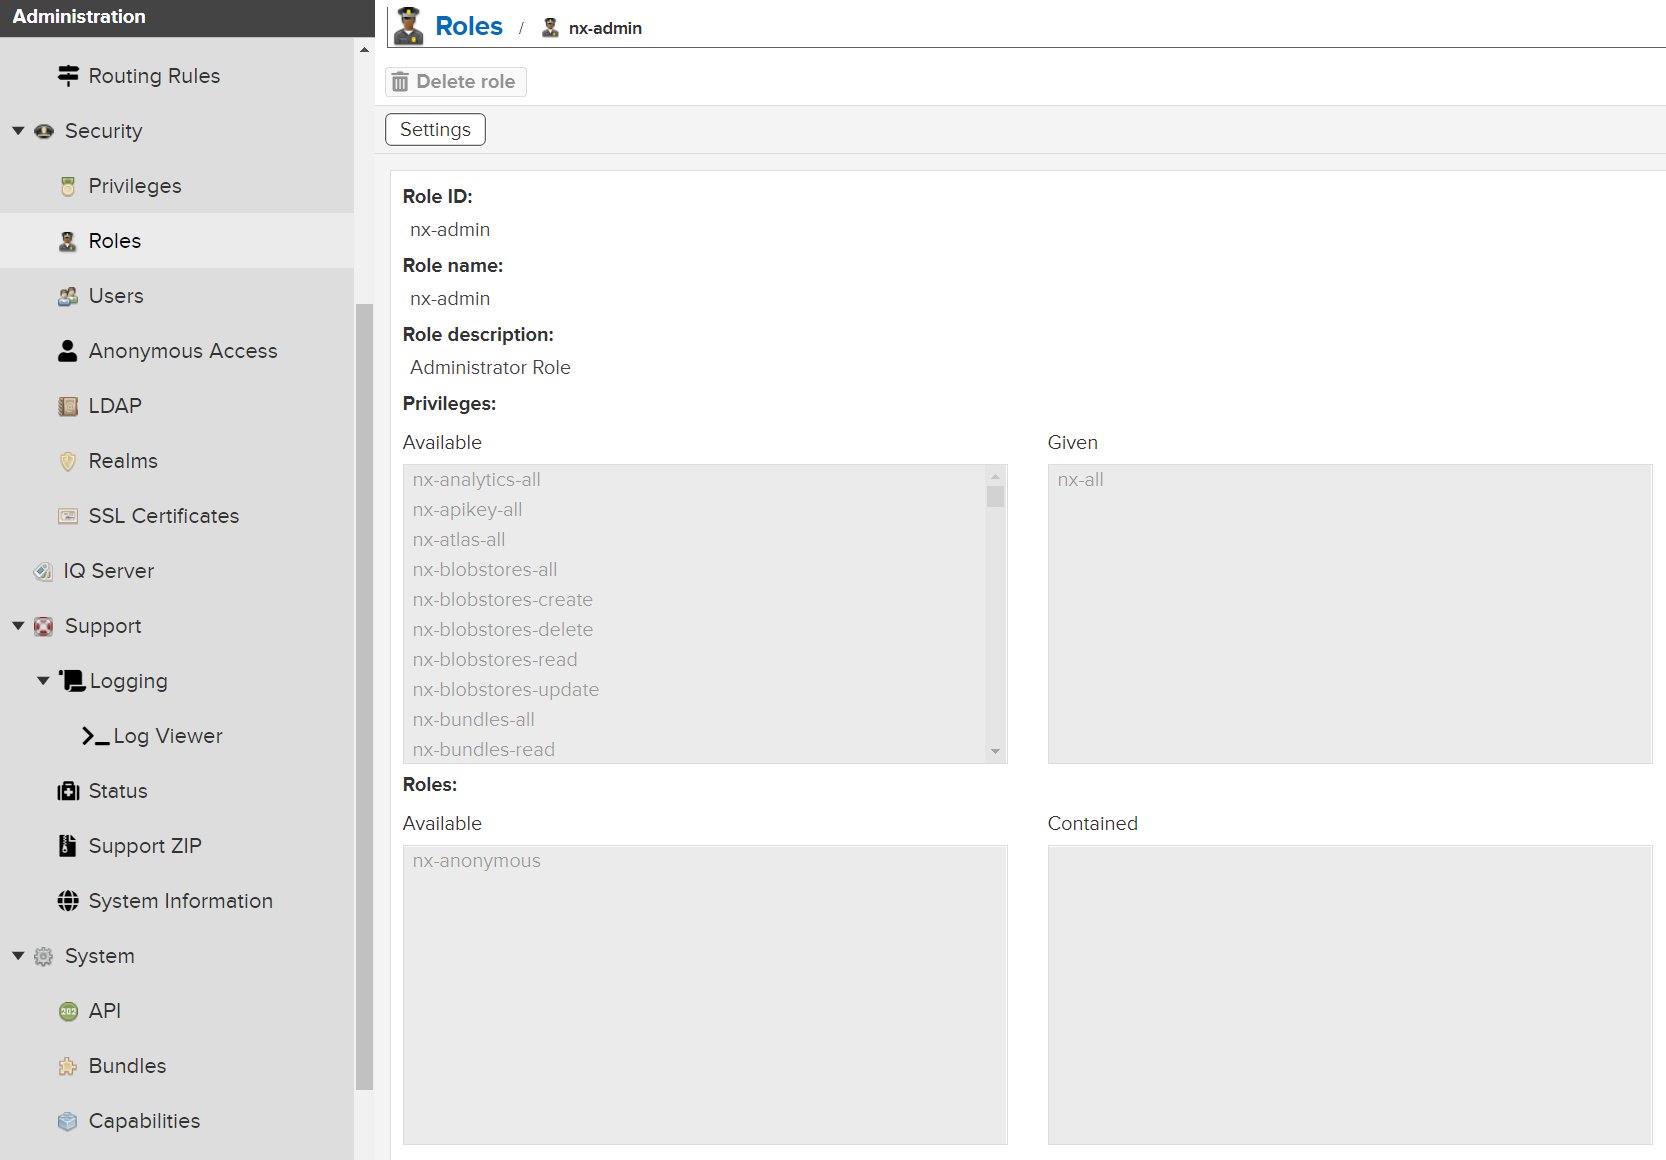 Administration
Routing Rules
Security
Privileges
Roles
Users
Anonymous Access
LDAP
Realms
SSL Certificates
IQ Server
Support
Logging
Log Viewer
Status
Support ZIP
System Information
System
202
API
Bundles
Capabilities
Roles / nx-admin
Delete role
Settings
Role ID:
nx-admin
Role name:
nx-admin
Role description:
Administrator Role
Privileges:
Available
nx-analytics-all
nx-apikey-all
nx-atlas-all
nx-blobstores-all
nx-blobstores-create
nx-blobstores-delete
nx-blobstores-read
nx-blobstores-update
nx-bundles-all
nx-bundles-read
Given
nx-all
Roles:
Available
nx-anonymous
Contained